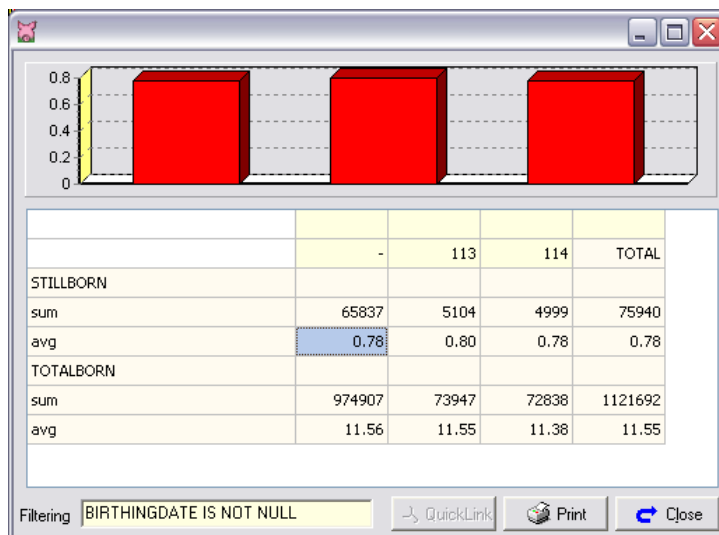 0.8
0.6
0.4
0.2
0
- 113 114 TOTAL
STILLBORN
sum 65837 5104 4999 75940
avg 0.78 0.80 0.78 0.78
TOTALBORN
sum 974907 73947 72838 1121692
avg 11.56 11.55 11.38 11.55
Filtering BIRTHINGDATE IS NOT NULL QuickLink Print Close